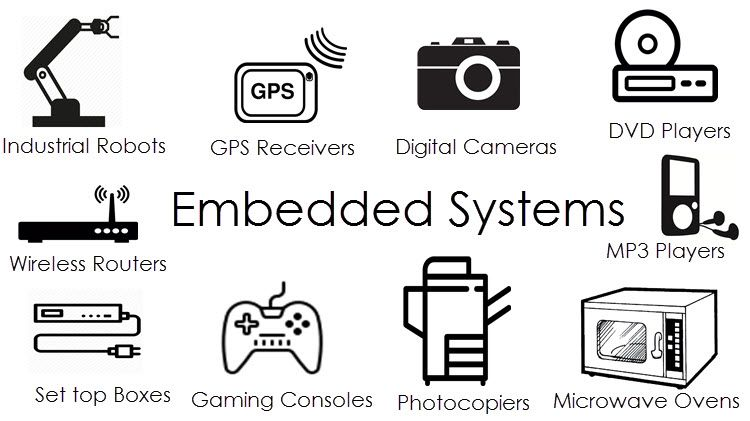 GPS
Industrial Robots
GPS Receivers
Digital Cameras
DVD Players
Embedded Systems
Wireless Routers
MP3 Players
Set top Boxes
Gaming Consoles
Photocopiers
Microwave Ovens